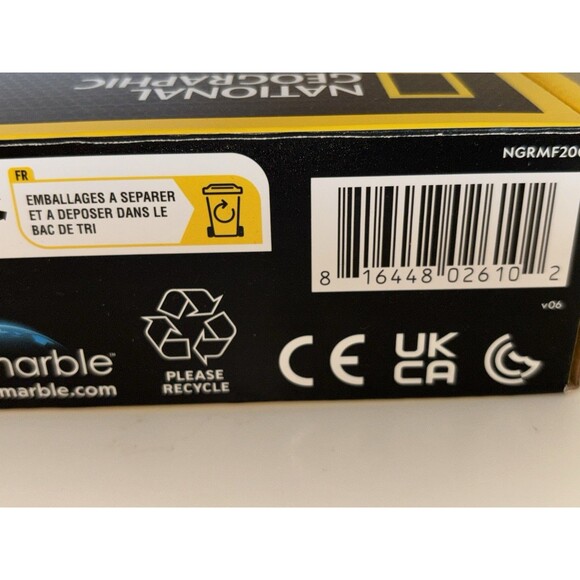 NATIONAL
GEOGRAPHIC
NGRMF20
FR
EMBALLAGES A SEPARER
ET A DEPOSER DANS LE
BAC DE TRI
8 16448 02610 2
v06
marble™
marble.com
PLEASE
RECYCLE
CE
UK
CA